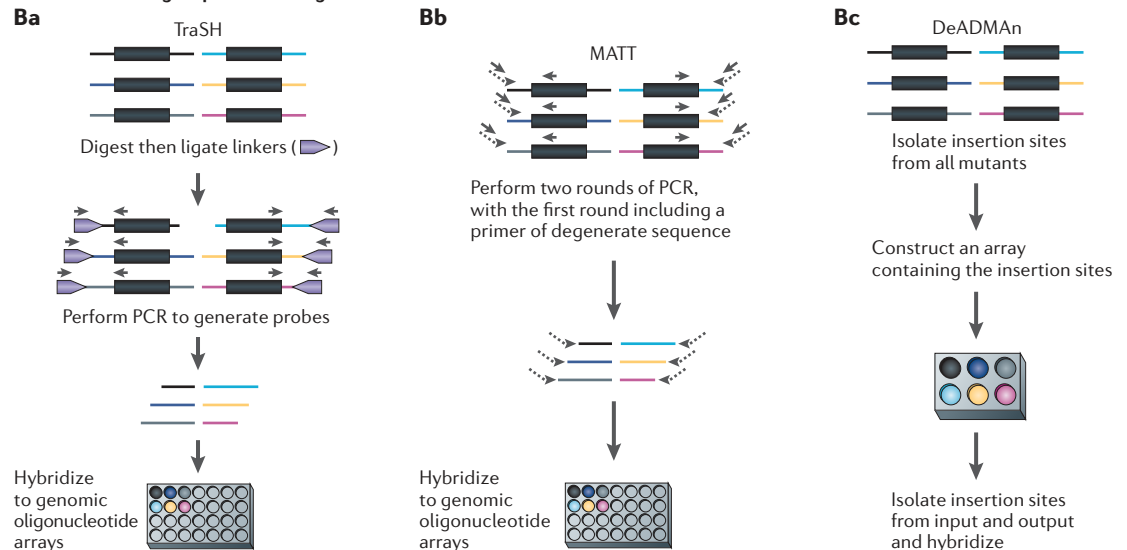 Ba
TraSH
Digest then ligate linkers ( )
Perform PCR to generate probes
Hybridize
to genomic
oligonucleotide
arrays
Bb
MATT
Perform two rounds of PCR,
with the first round including a
primer of degenerate sequence
Hybridize
to genomic
oligonucleotide
arrays
Bc
DeADMAn
Isolate insertion sites
from all mutants
Construct an array
containing the insertion sites
Isolate insertion sites
from input and output
and hybridize